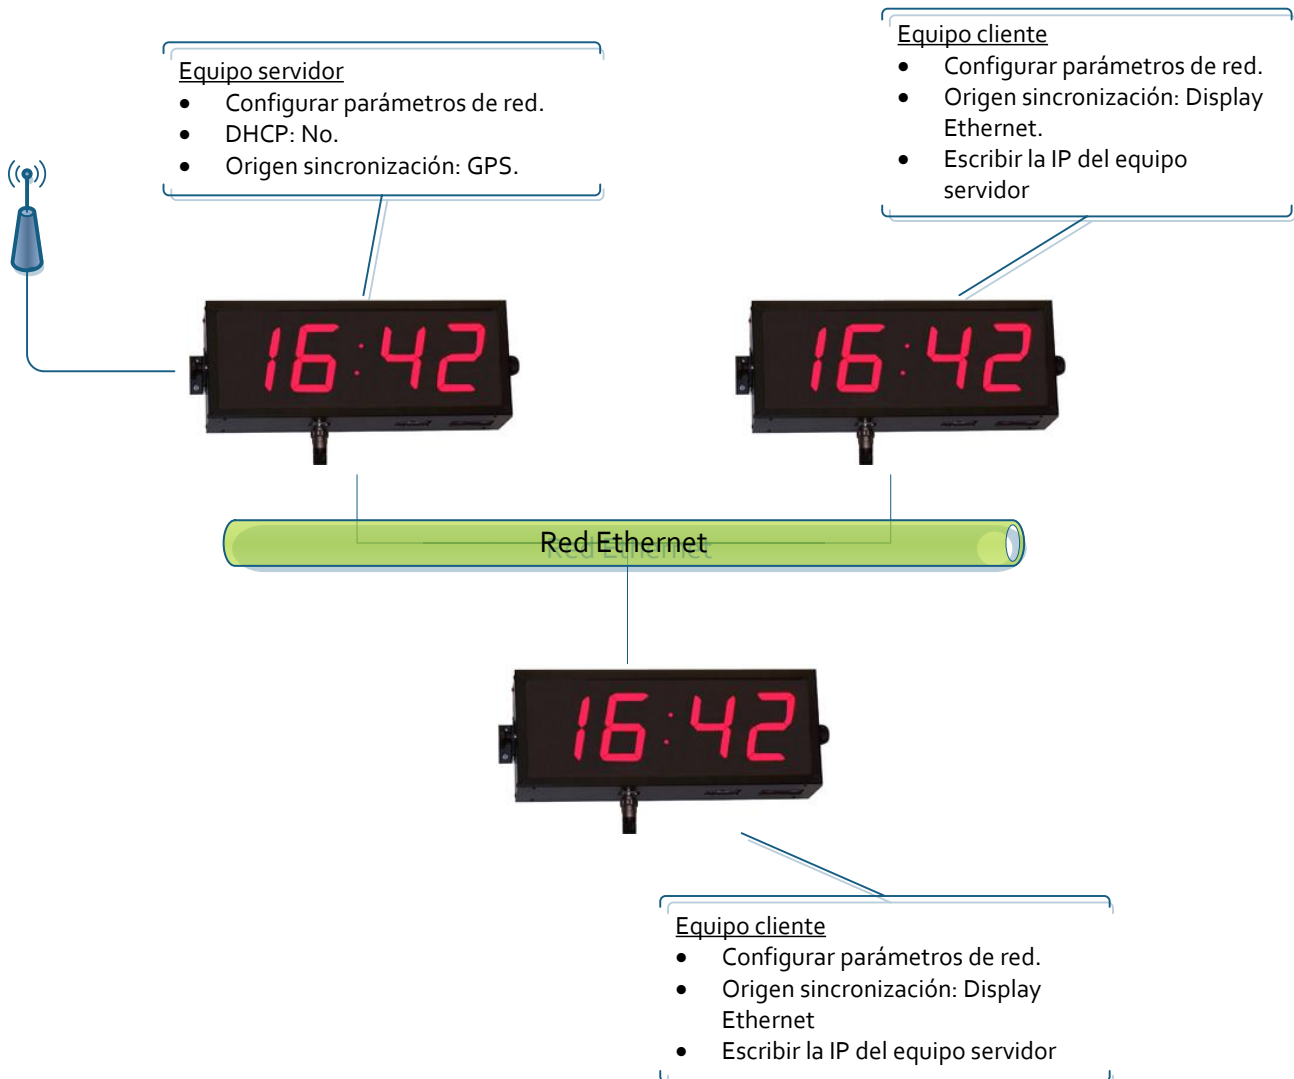 Equipo servidor
• Configurar parámetros de red.
• DHCP: No.
• Origen sincronización: GPS.
Equipo cliente
• Configurar parámetros de red.
• Origen sincronización: Display
Ethernet.
• Escribir la IP del equipo
servidor
16:42
16:42
Red Ethernet
16:42
Equipo cliente
• Configurar parámetros de red.
• Origen sincronización: Display
Ethernet
• Escribir la IP del equipo servidor